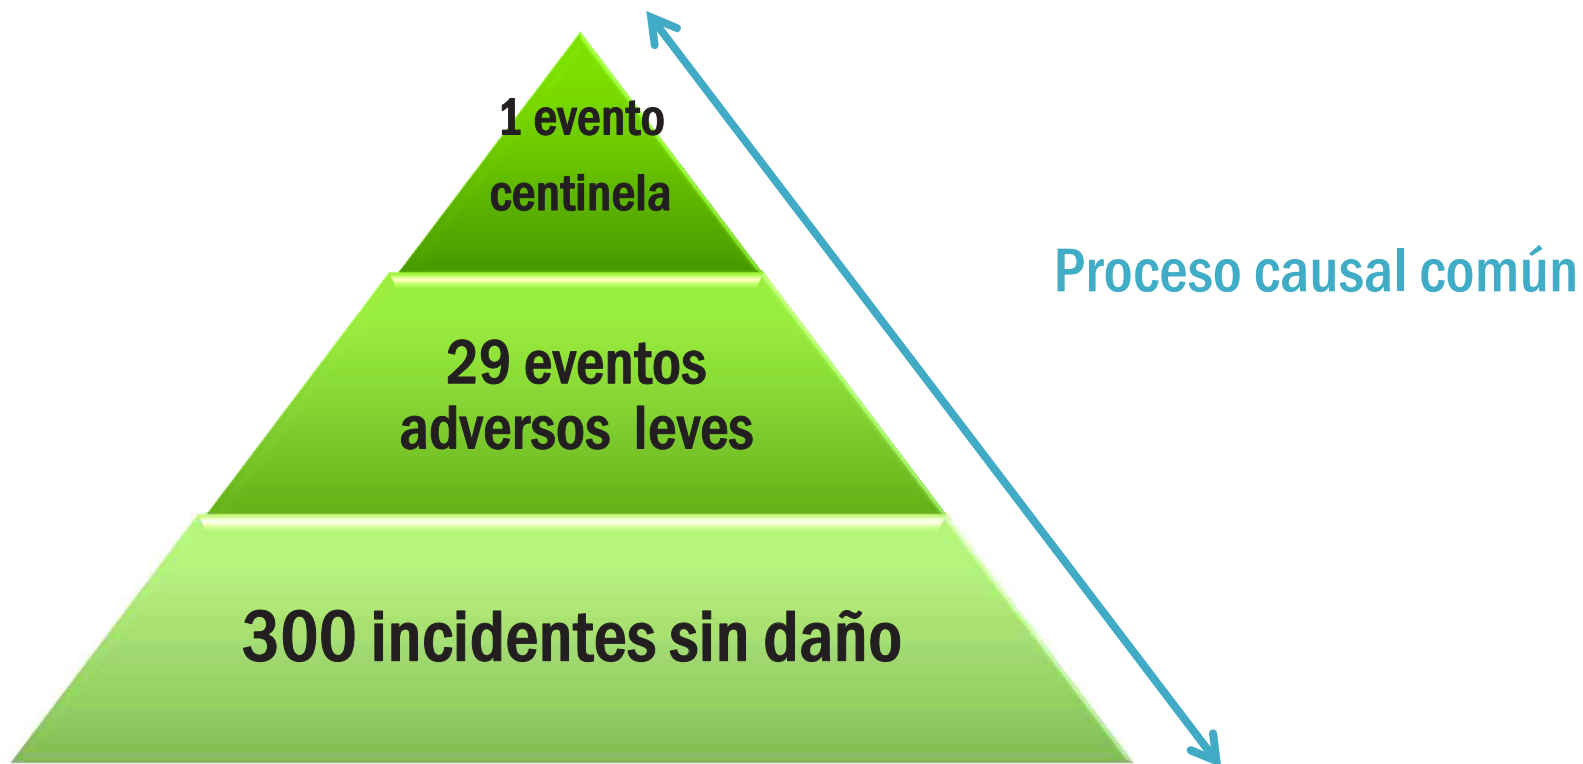 1 evento
centinela
Proceso causal común
29 eventos
adversos leves
300 incidentes sin daño